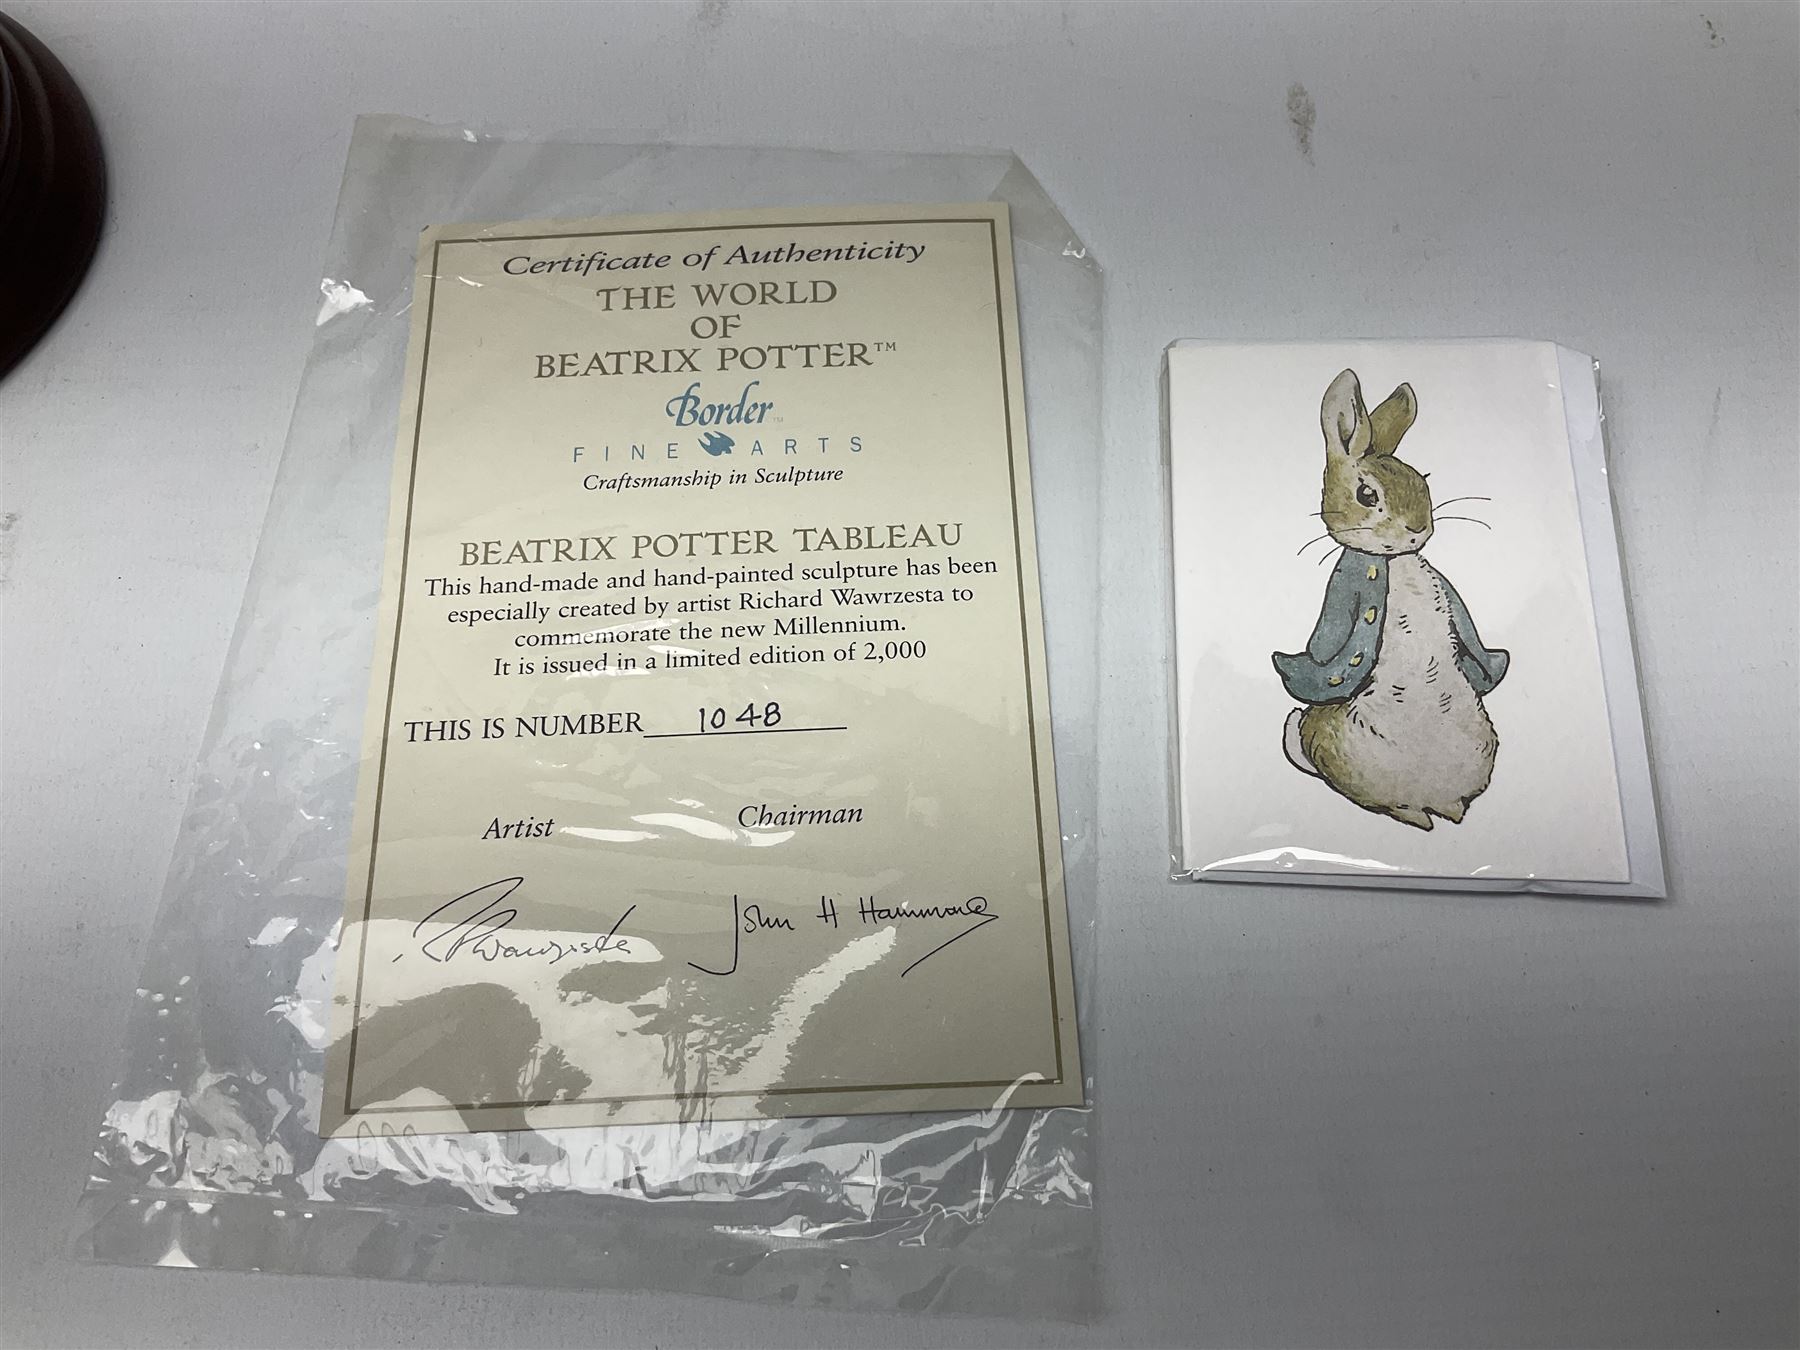 Certificate of Authenticity
THE WORLD
OF
BEATRIX POTTER™
Border™
FINE ARTS
Craftsmanship in Sculpture
BEATRIX POTTER TABLEAU
This hand-made and hand-painted sculpture has been
especially created by artist Richard Wawrzesta to
commemorate the new Millennium.
It is issued in a limited edition of 2,000
THIS IS NUMBER 1048
Artist Chairman
John H Hammond